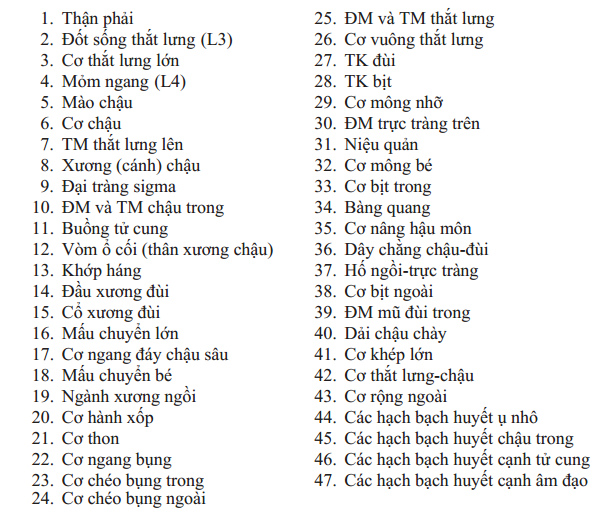 1. Thận phải
2. Đốt sống thắt lưng (L3)
3. Cơ thắt lưng lớn
4. Mỏm ngang (L4)
5. Mào chậu
6. Cơ chậu
7. TM thắt lưng lên
8. Xương (cánh) chậu
9. Đại tràng sigma
10. ĐM và TM chậu trong
11. Buồng tử cung
12. Vòm ổ cối (thân xương chậu)
13. Khớp háng
14. Đầu xương đùi
15. Cổ xương đùi
16. Mấu chuyển lớn
17. Cơ ngang đáy chậu sâu
18. Mấu chuyển bé
19. Ngành xương ngồi
20. Cơ hành xốp
21. Cơ thon
22. Cơ ngang bụng
23. Cơ chéo bụng trong
24. Cơ chéo bụng ngoài
25. ĐM và TM thắt lưng
26. Cơ vuông thắt lưng
27. TK đùi
28. TK bịt
29. Cơ mông nhỡ
30. ĐM trực tràng trên
31. Niệu quản
32. Cơ mông bé
33. Cơ bịt trong
34. Bàng quang
35. Cơ nâng hậu môn
36. Dây chằng chậu-đùi
37. Hố ngồi-trực tràng
38. Cơ bịt ngoài
39. ĐM mũ đùi trong
40. Dải chậu chày
41. Cơ khép lớn
42. Cơ thắt lưng-chậu
43. Cơ rộng ngoài
44. Các hạch bạch huyết ụ nhô
45. Các hạch bạch huyết chậu trong
46. Các hạch bạch huyết cạnh tử cung
47. Các hạch bạch huyết cạnh âm đạo